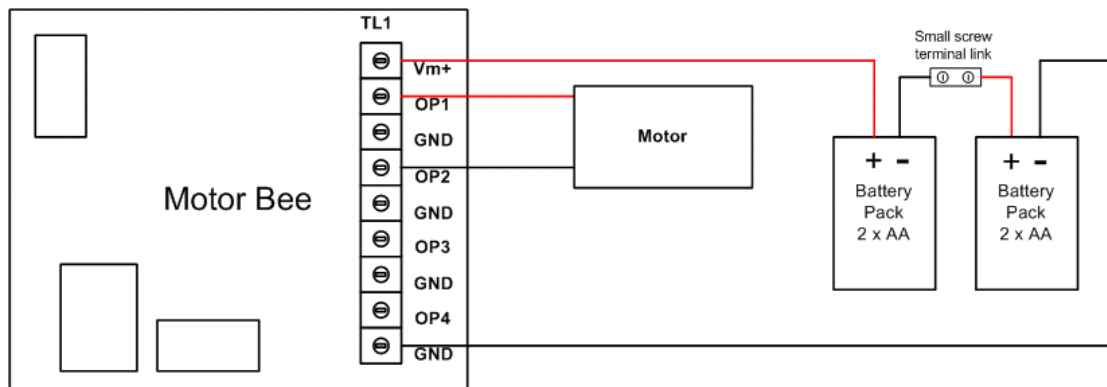 TL1
Vm+
OP1
GND
OP2
GND
OP3
GND
OP4
GND
Motor Bee
Motor
Small screw
terminal link
+ -
Battery
Pack
2 x AA
+ -
Battery
Pack
2 x AA